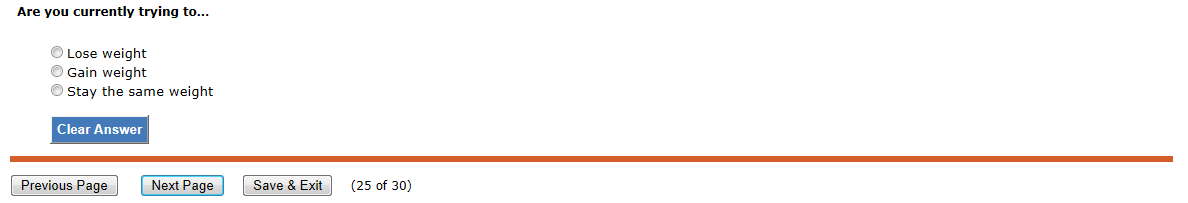 Are you currently trying to...
Lose weight
Gain weight
Stay the same weight
Clear Answer
Previous Page Next Page Save & Exit (25 of 30)